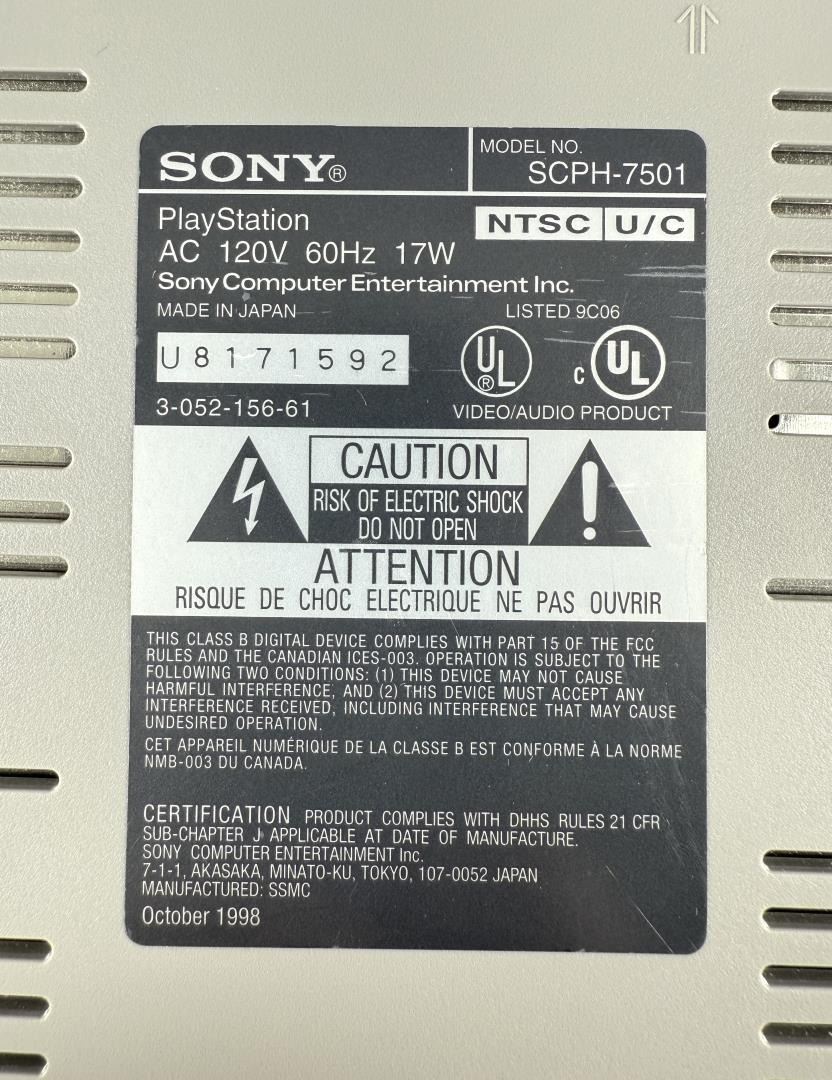 SONY®
MODEL NO.
SCPH-7501
PlayStation
NTSC U/C
AC 120V 60Hz 17W
Sony Computer Entertainment Inc.
MADE IN JAPAN
LISTED 9C06
U8171592
UL ®
C UL
3-052-156-61
VIDEO/AUDIO PRODUCT
CAUTION
RISK OF ELECTRIC SHOCK
DO NOT OPEN
ATTENTION
RISQUE DE CHOC ELECTRIQUE NE PAS OUVRIR
THIS CLASS B DIGITAL DEVICE COMPLIES WITH PART 15 OF THE FCC
RULES AND THE CANADIAN ICES-003. OPERATION IS SUBJECT TO THE
FOLLOWING TWO CONDITIONS: (1) THIS DEVICE MAY NOT CAUSE
HARMFUL INTERFERENCE, AND (2) THIS DEVICE MUST ACCEPT ANY
INTERFERENCE RECEIVED, INCLUDING INTERFERENCE THAT MAY CAUSE
UNDESIRED OPERATION.
CET APPAREIL NUMÉRIQUE DE LA CLASSE B EST CONFORME À LA NORME
NMB-003 DU CANADA.
CERTIFICATION PRODUCT COMPLIES WITH DHHS RULES 21 CFR
SUB-CHAPTER J APPLICABLE AT DATE OF MANUFACTURE.
SONY COMPUTER ENTERTAINMENT Inc.
7-1-1, AKASAKA, MINATO-KU, TOKYO, 107-0052 JAPAN
MANUFACTURED: SSMC
October 1998